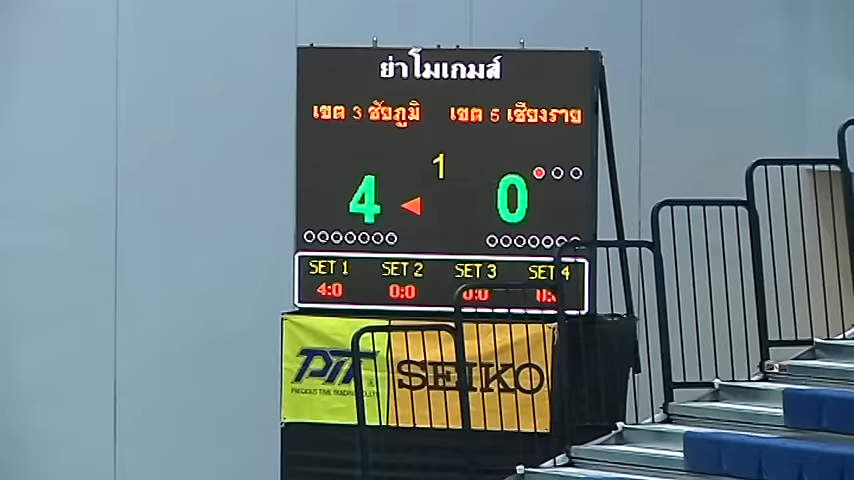 ย่าโมเกมส์
เขต 3 ชัยภูมิ เขต 5 เชียงราย
1
4 0
SET 1 SET 2 SET 3 SET 4
4:0 0:0 0:0
PTT
SEIKO